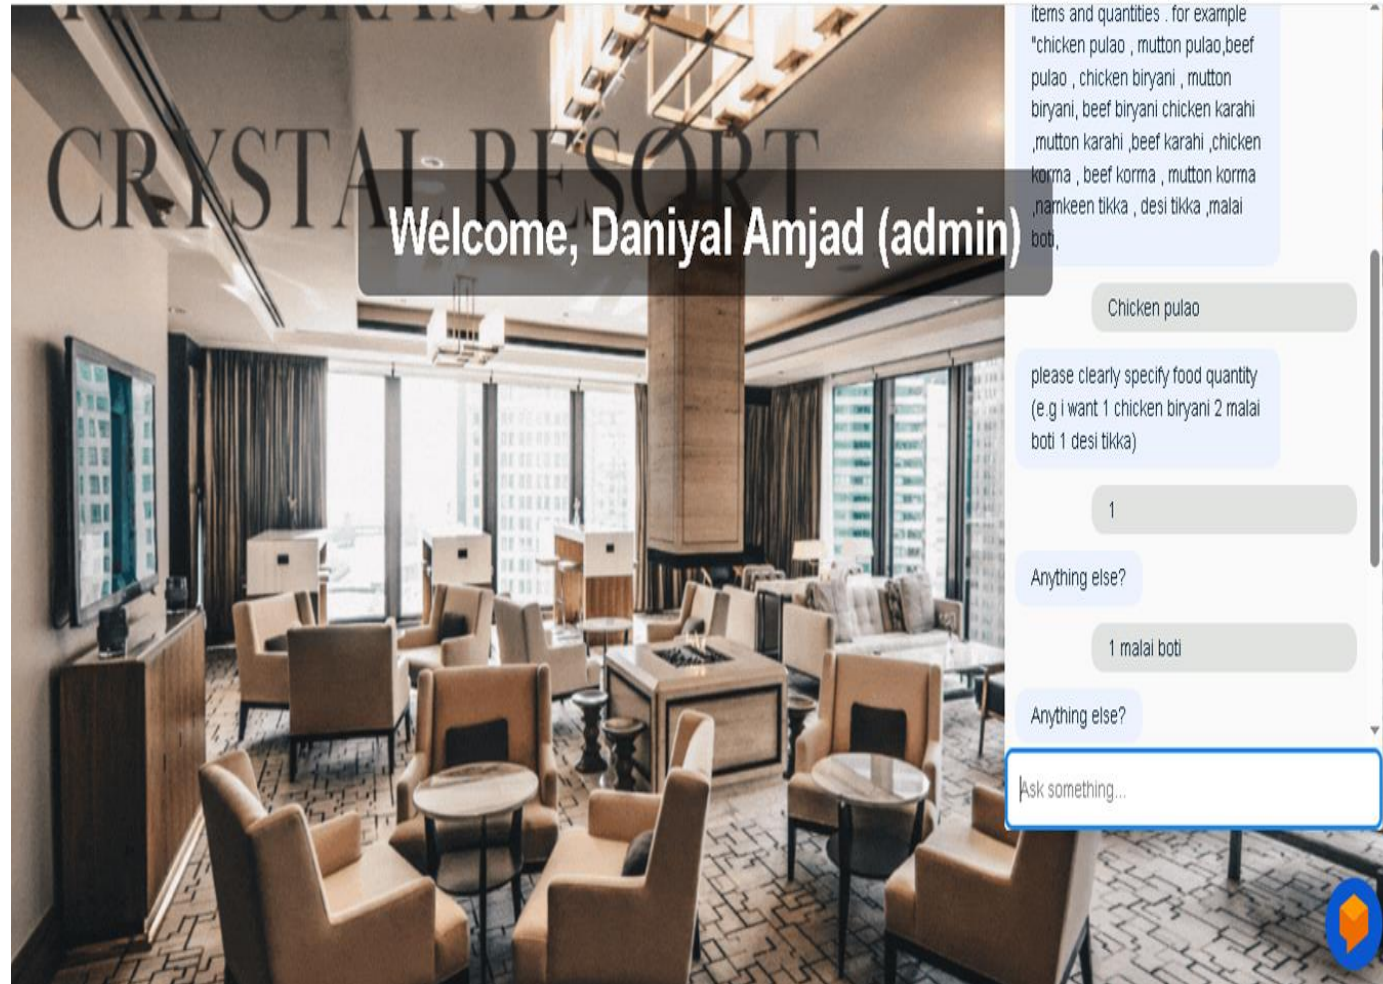 THE GRAND
CRYSTAL RESORT
Welcome, Daniyal Amjad (admin)
items and quantities . for example
"chicken pulao , mutton pulao,beef
pulao , chicken biryani , mutton
biryani, beef biryani chicken karahi
,mutton karahi ,beef karahi ,chicken
korma , beef korma , mutton korma
,namkeen tikka , desi tikka ,malai
boti,
Chicken pulao
please clearly specify food quantity
(e.g i want 1 chicken biryani 2 malai
boti 1 desi tikka)
1
Anything else?
1 malai boti
Anything else?
Ask something...